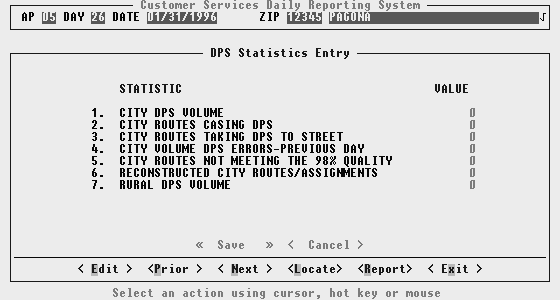 Customer Services Daily Reporting System
AP 05 DAY 26 DATE 01/31/1996 ZIP 12345 PAGUNA
DPS Statistics Entry
STATISTIC VALUE
1. CITY DPS VOLUME 0
2. CITY ROUTES CASING DPS 0
3. CITY ROUTES TAKING DPS TO STREET 0
4. CITY VOLUME DPS ERRORS-PREVIOUS DAY 0
5. CITY ROUTES NOT MEETING THE 98% QUALITY 0
6. RECONSTRUCTED CITY ROUTES/ASSIGNMENTS 0
7. RURAL DPS VOLUME 0
« Save » < Cancel >
< Edit > <Prior > < Next > <Locate> <Report> < Exit >
Select an action using cursor, hot key or mouse